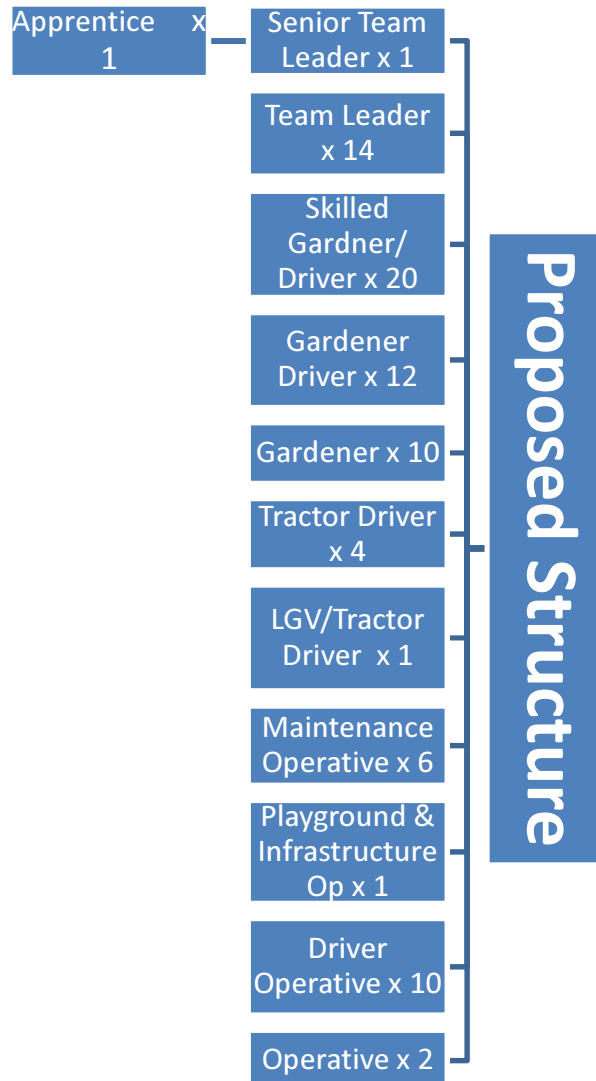 Apprentice x
1
Senior Team
Leader x 1
Team Leader
x 14
Skilled
Gardner/
Driver x 20
Gardener
Driver x 12
Gardener x 10
Tractor Driver
x 4
LGV/Tractor
Driver x 1
Maintenance
Operative x 6
Playground &
Infrastructure
Op x 1
Driver
Operative x 10
Operative x 2
Proposed Structure